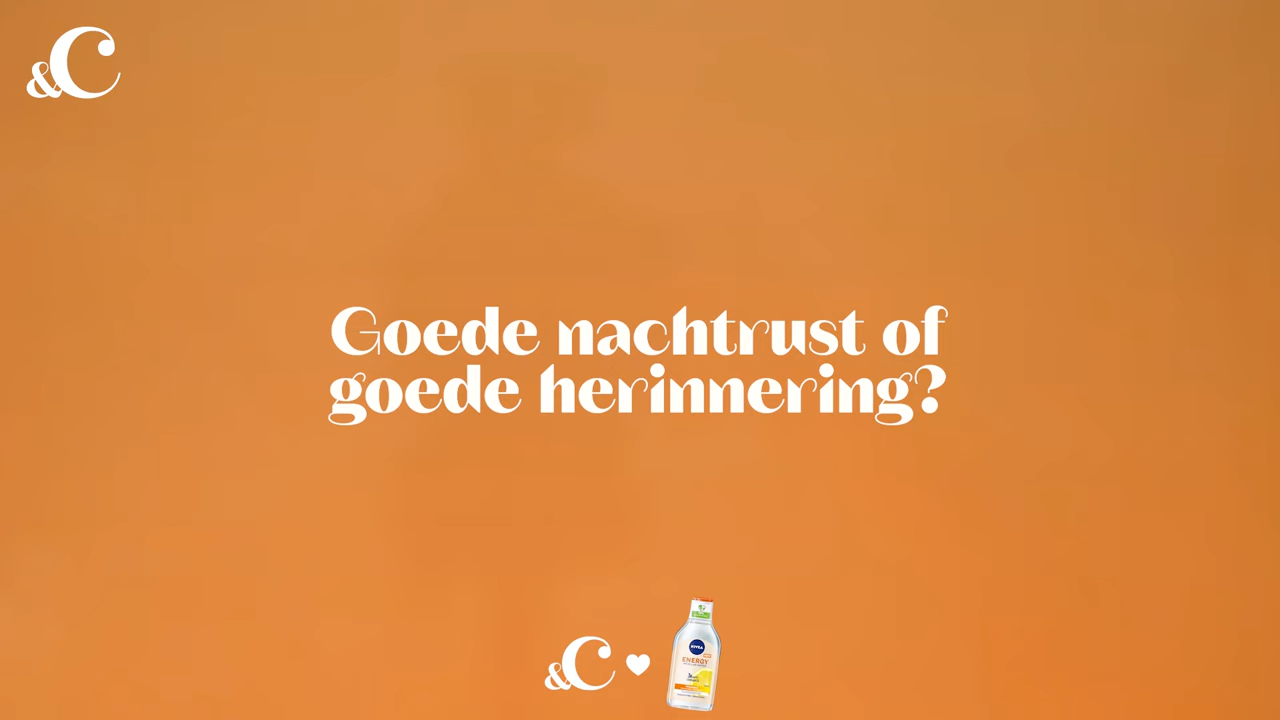 &C
Goede nachtrust of
goede herinnering?
&C
NIVEA
ENERGY